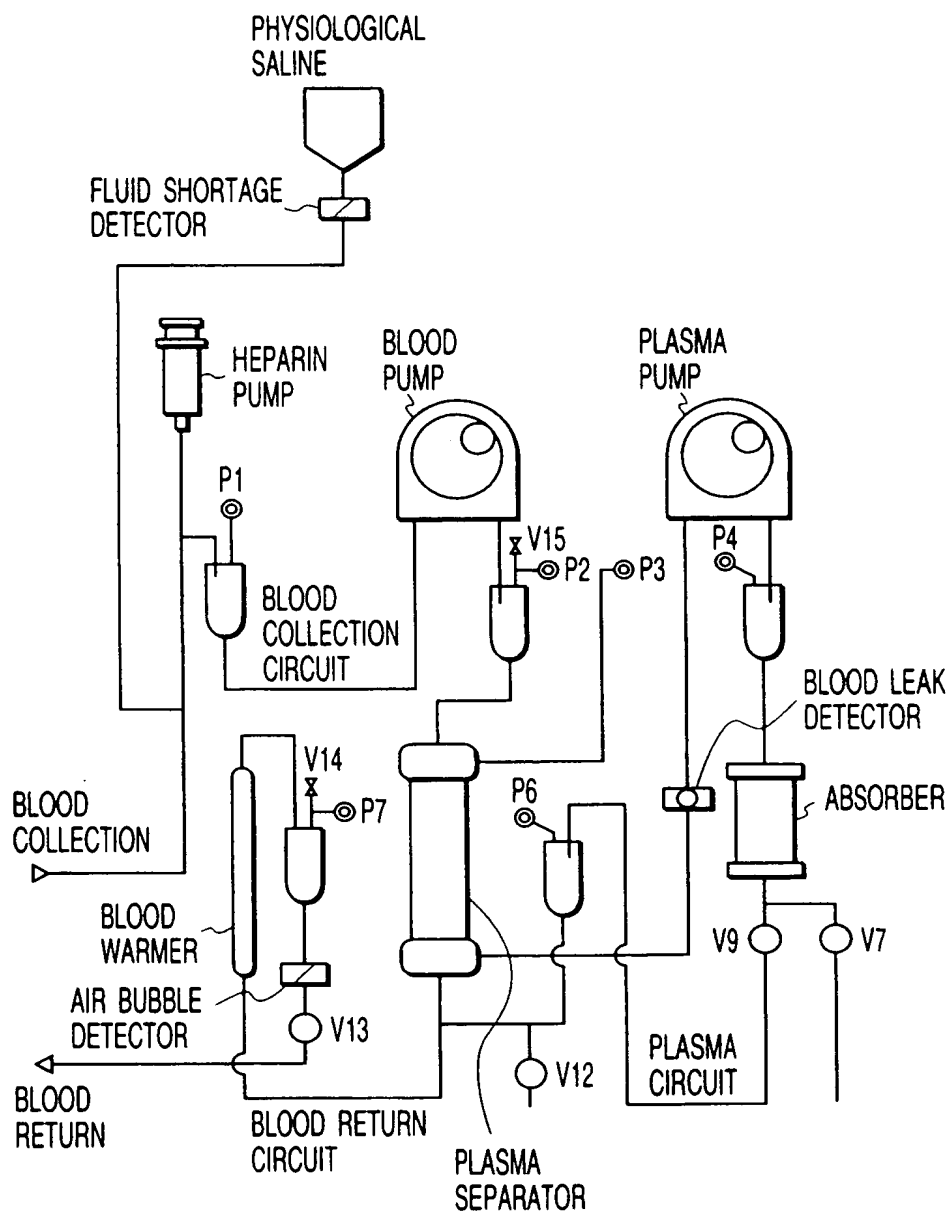 PHYSIOLOGICAL
SALINE
FLUID SHORTAGE
DETECTOR
HEPARIN
PUMP
BLOOD
PUMP
PLASMA
PUMP
P1
V15
P2
P3
P4
BLOOD
COLLECTION
CIRCUIT
BLOOD LEAK
DETECTOR
V14
P7
P6
ABSORBER
BLOOD
COLLECTION
BLOOD
WARMER
V9
V7
AIR BUBBLE
DETECTOR
V13
V12
PLASMA
CIRCUIT
BLOOD
RETURN
BLOOD RETURN
CIRCUIT
PLASMA
SEPARATOR